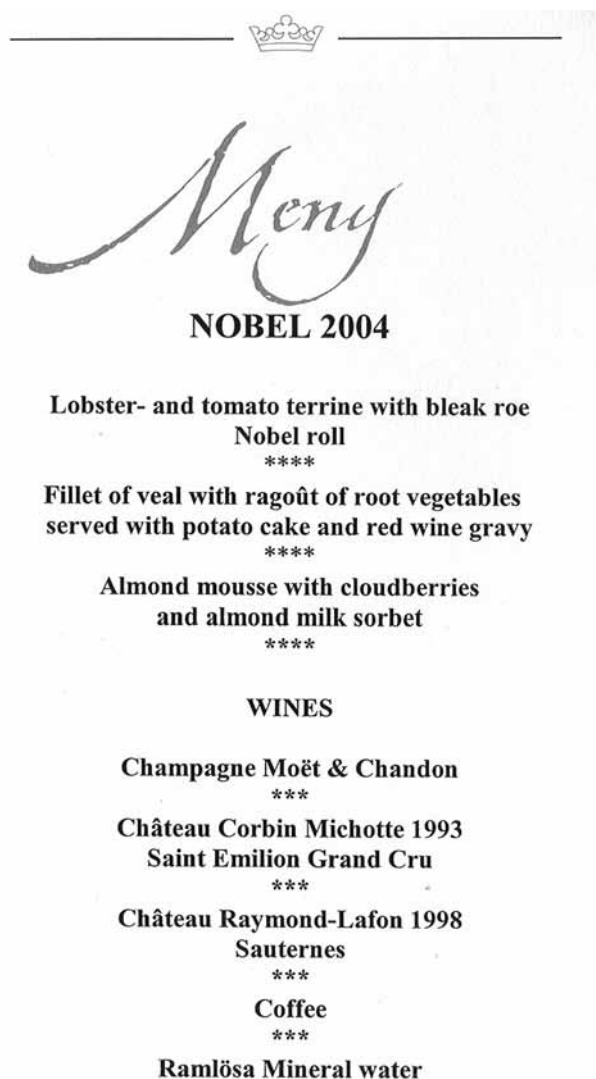 Meny
NOBEL 2004
Lobster- and tomato terrine with bleak roe
Nobel roll
****
Fillet of veal with ragoût of root vegetables
served with potato cake and red wine gravy
****
Almond mousse with cloudberries
and almond milk sorbet
****
WINES
Champagne Moët & Chandon
***
Château Corbin Michotte 1993
Saint Emilion Grand Cru
***
Château Raymond-Lafon 1998
Sauternes
***
Coffee
***
Ramlösa Mineral water